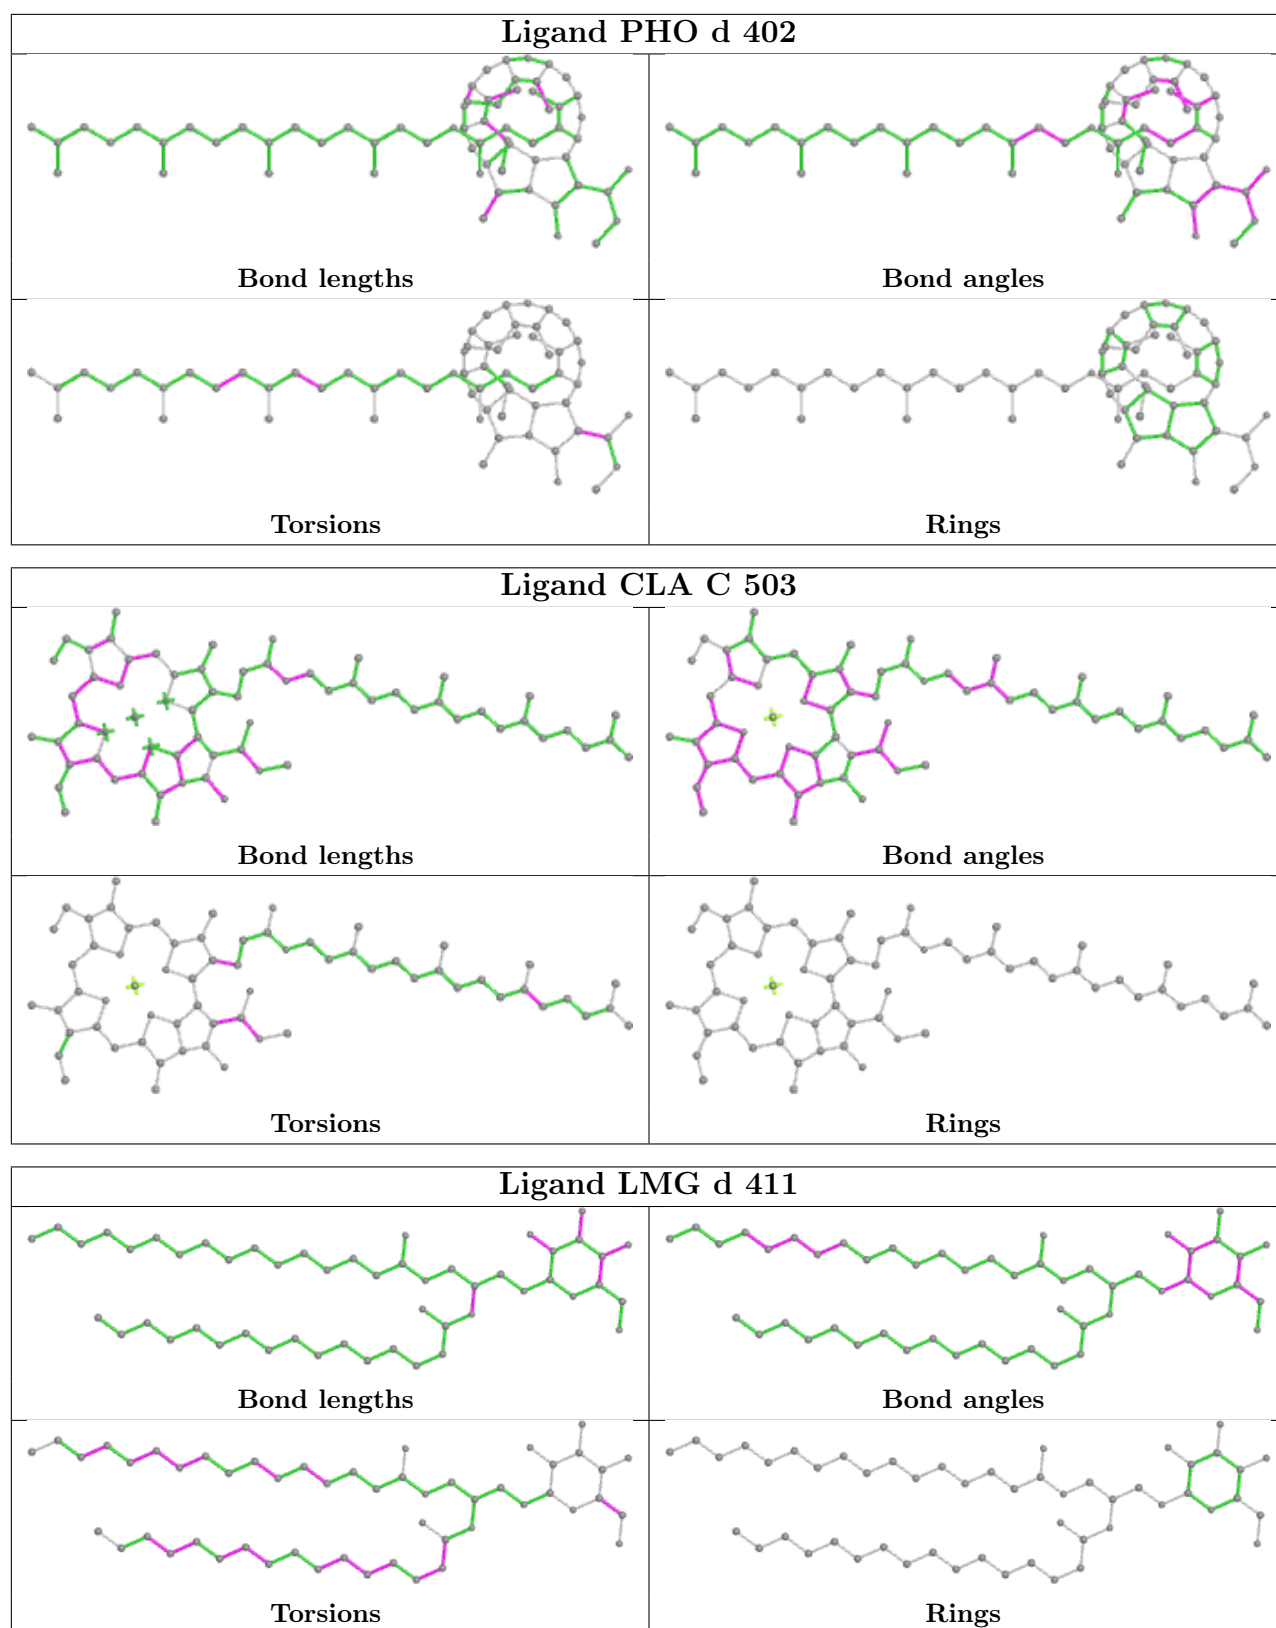 Ligand PHO d 402
Bond lengths
Bond angles
Torsions
Rings
Ligand CLA C 503
Bond lengths
Bond angles
Torsions
Rings
Ligand LMG d 411
Bond lengths
Bond angles
Torsions
Rings